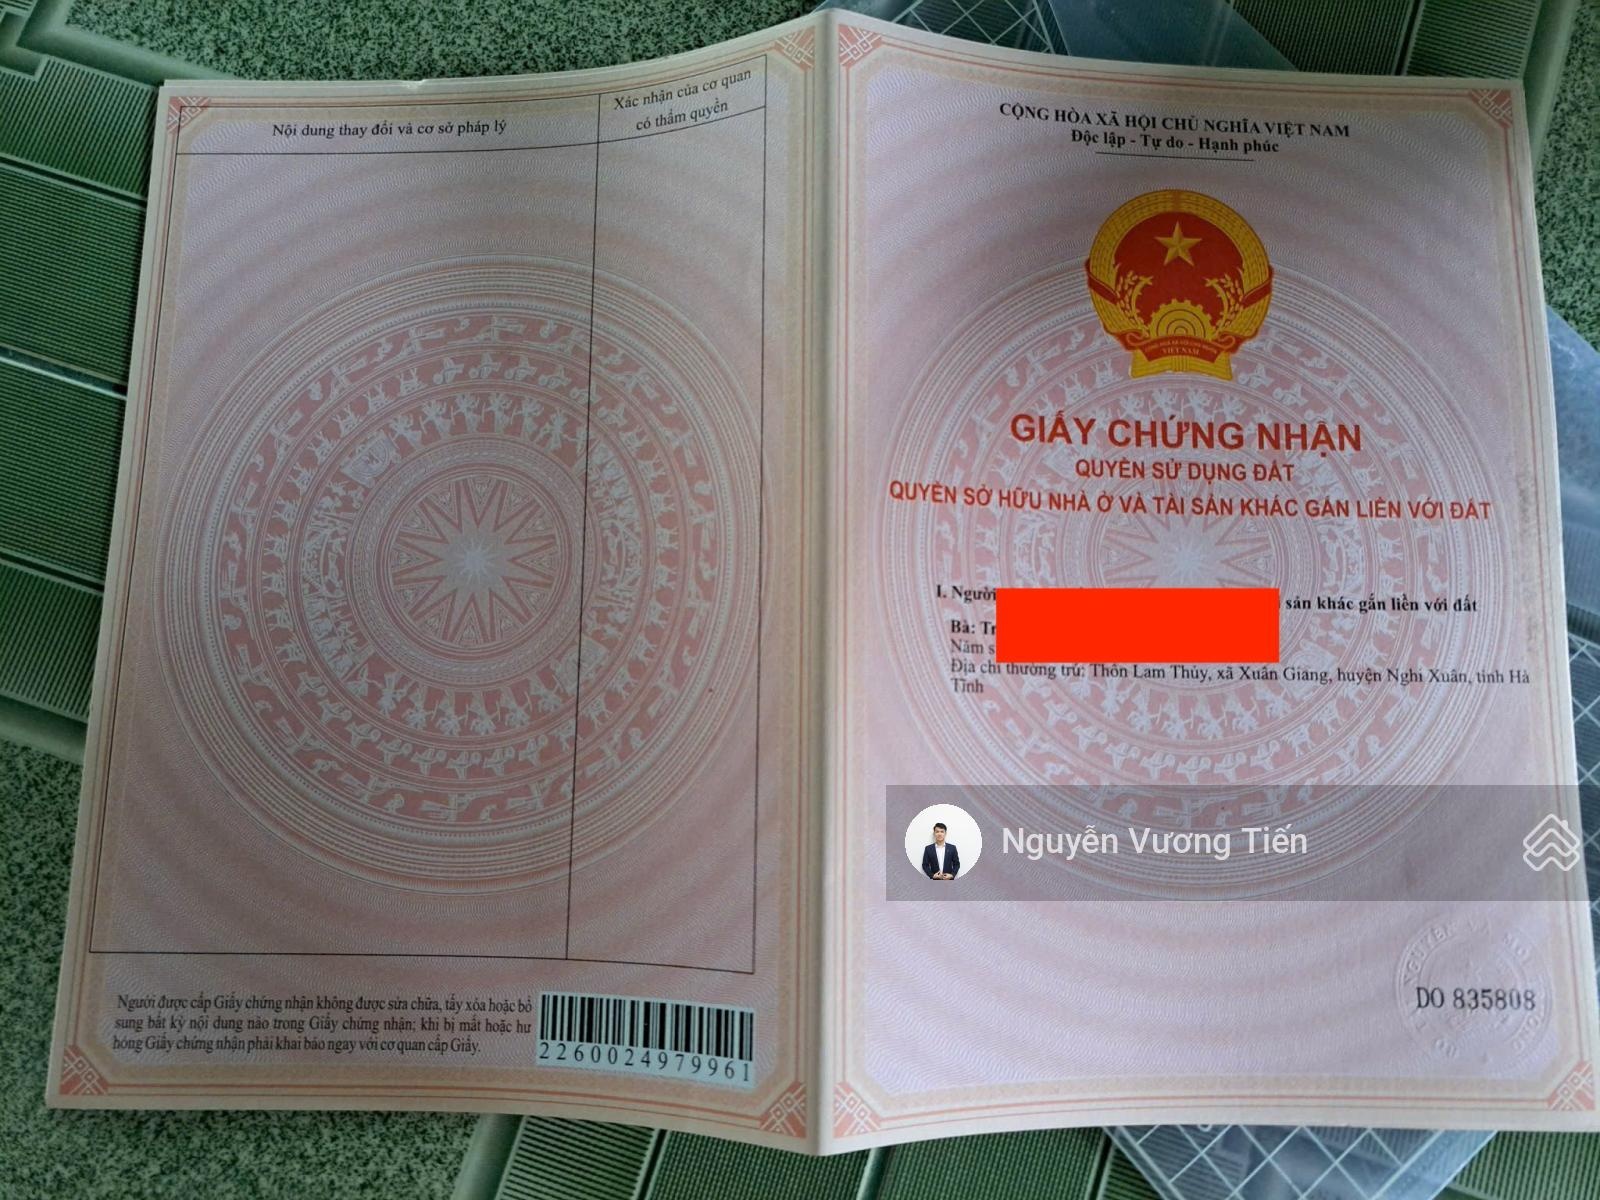 Nội dung thay đổi và cơ sở pháp lý
Xác nhận của cơ quan
có thẩm quyền
Người được cấp Giấy chứng nhận không được sửa chữa, tẩy xóa hoặc bổ
sung bất kỳ nội dung nào trong Giấy chứng nhận; khi bị mất hoặc hư
hỏng Giấy chứng nhận phải khai báo ngay với cơ quan cấp Giấy.
2260024979961
CỘNG HÒA XÃ HỘI CHỦ NGHĨA VIỆT NAM
Độc lập - Tự do - Hạnh phúc
VIỆT NAM
GIẤY CHỨNG NHẬN
QUYỀN SỬ DỤNG ĐẤT
QUYỀN SỞ HỮU NHÀ Ở VÀ TÀI SẢN KHÁC GẮN LIỀN VỚI ĐẤT
I. Người sản khác gắn liền với đất
Bà: Tr
Năm s
Địa chỉ thường trú: Thôn Lam Thủy, xã Xuân Giang, huyện Nghi Xuân, tỉnh Hà
Tĩnh
Nguyễn Vương Tiến
DO 835808